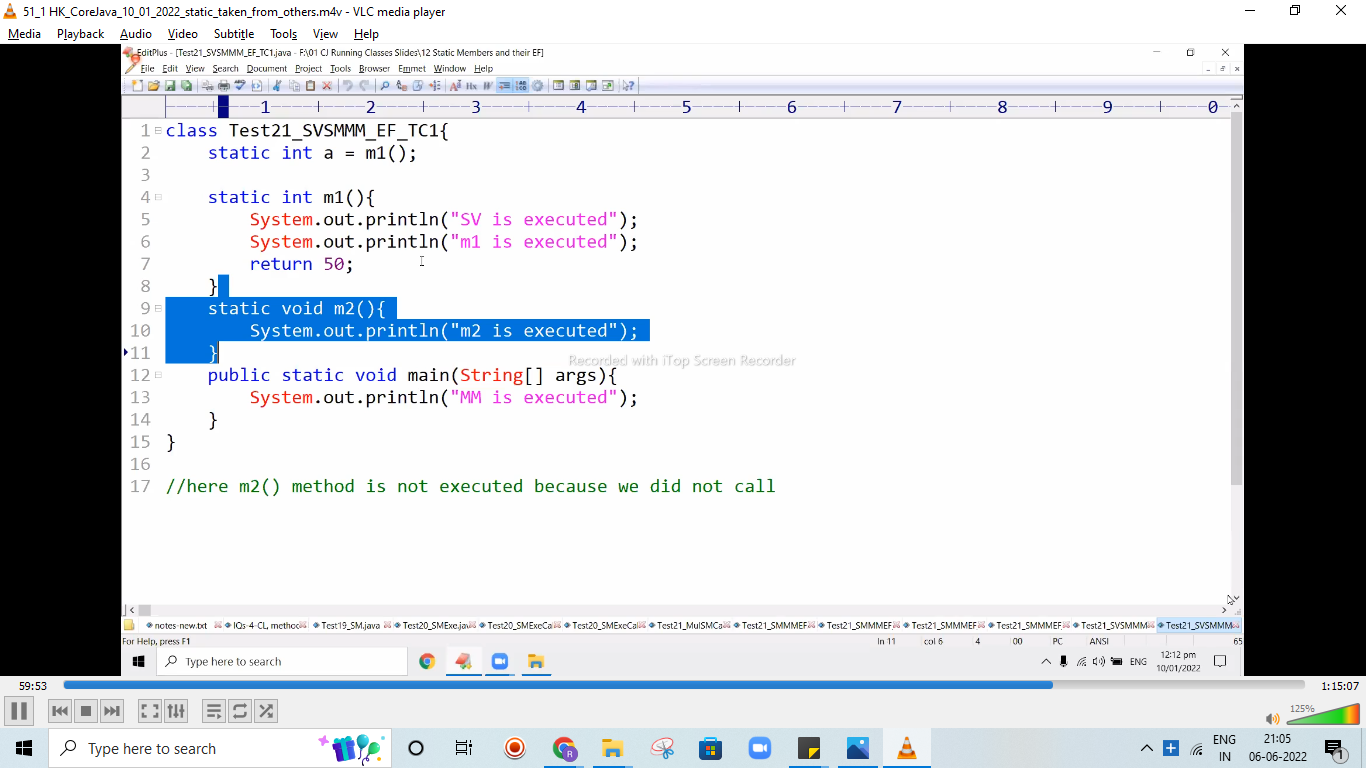 51_1 HK_CoreJava_10_01_2022_static_taken_from_others.m4v - VLC media player
Media Playback Audio Video Subtitle Tools View Help
EditPlus - [Test21_SVSMMM_EF_TC1.java - F:\01 CJ Running Classes Slides\12 Static Members and their EF]
File Edit View Search Document Project Tools Browser Emmet Window Help
1 2 3 4 5 6 7 8 9 0
1 class Test21_SVSMMM_EF_TC1{
2 static int a = m1();
3
4 static int m1(){
5 System.out.println("SV is executed");
6 System.out.println("m1 is executed");
7 return 50;
8 }
9 static void m2(){
10 System.out.println("m2 is executed");
11 }
Recorded with iTop Screen Recorder
12 public static void main(String[] args){
13 System.out.println("MM is executed");
14 }
15 }
16
17 //here m2() method is not executed because we did not call
notes-new.txt IQs-4-CL, method Test19_SM.java Test20_SMExe.jav Test20_SMExeCa Test20_SMExeCal Test21_MulSMCa Test21_SMMMEF Test21_SMMMEF Test21_SMMMEF Test21_SVSMMM Test21_SVSMMM
For Help, press F1 ln 11 col 6 4 00 PC ANSI 65
Type here to search ENG 12:12 pm
10/01/2022
59:53 1:15:07
125%
Type here to search ENG IN 21:05
06-06-2022 1